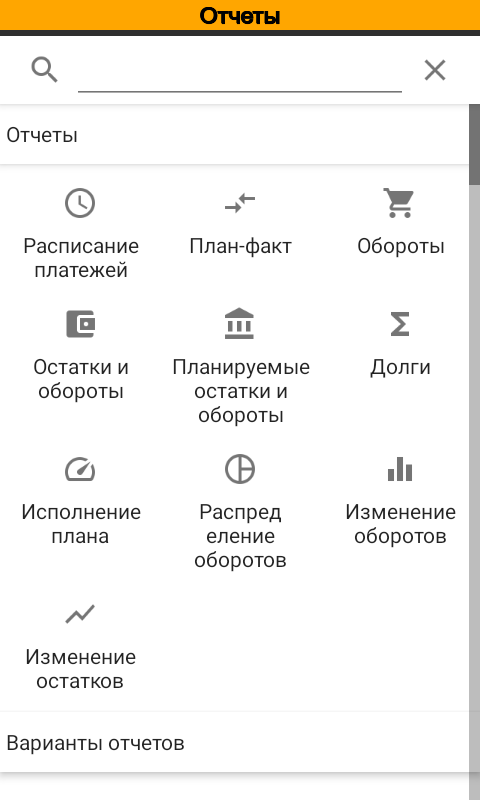 Отчеты
Отчеты
Расписание
платежей
План-факт
Обороты
Остатки и
обороты
Планируемые
остатки и
обороты
Долги
Исполнение
плана
Распред
еление
оборотов
Изменение
оборотов
Изменение
остатков
Варианты отчетов